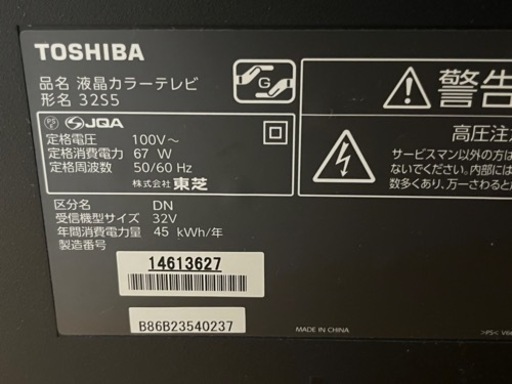 TOSHIBA
品名 液晶カラーテレビ
形名 32S5
G
PS E JQA
定格電圧 100V～
定格消費電力 67 W
定格周波数 50/60 Hz
株式会社 東芝
区分名 DN
受信機型サイズ 32V
年間消費電力量 45 kWh/年
製造番号
14613627
B86B23540237
警告
高圧注
サービスマン以外の方は
ないでください。内部には
くあり、万一さわると
MADE IN CHINA
>PS<